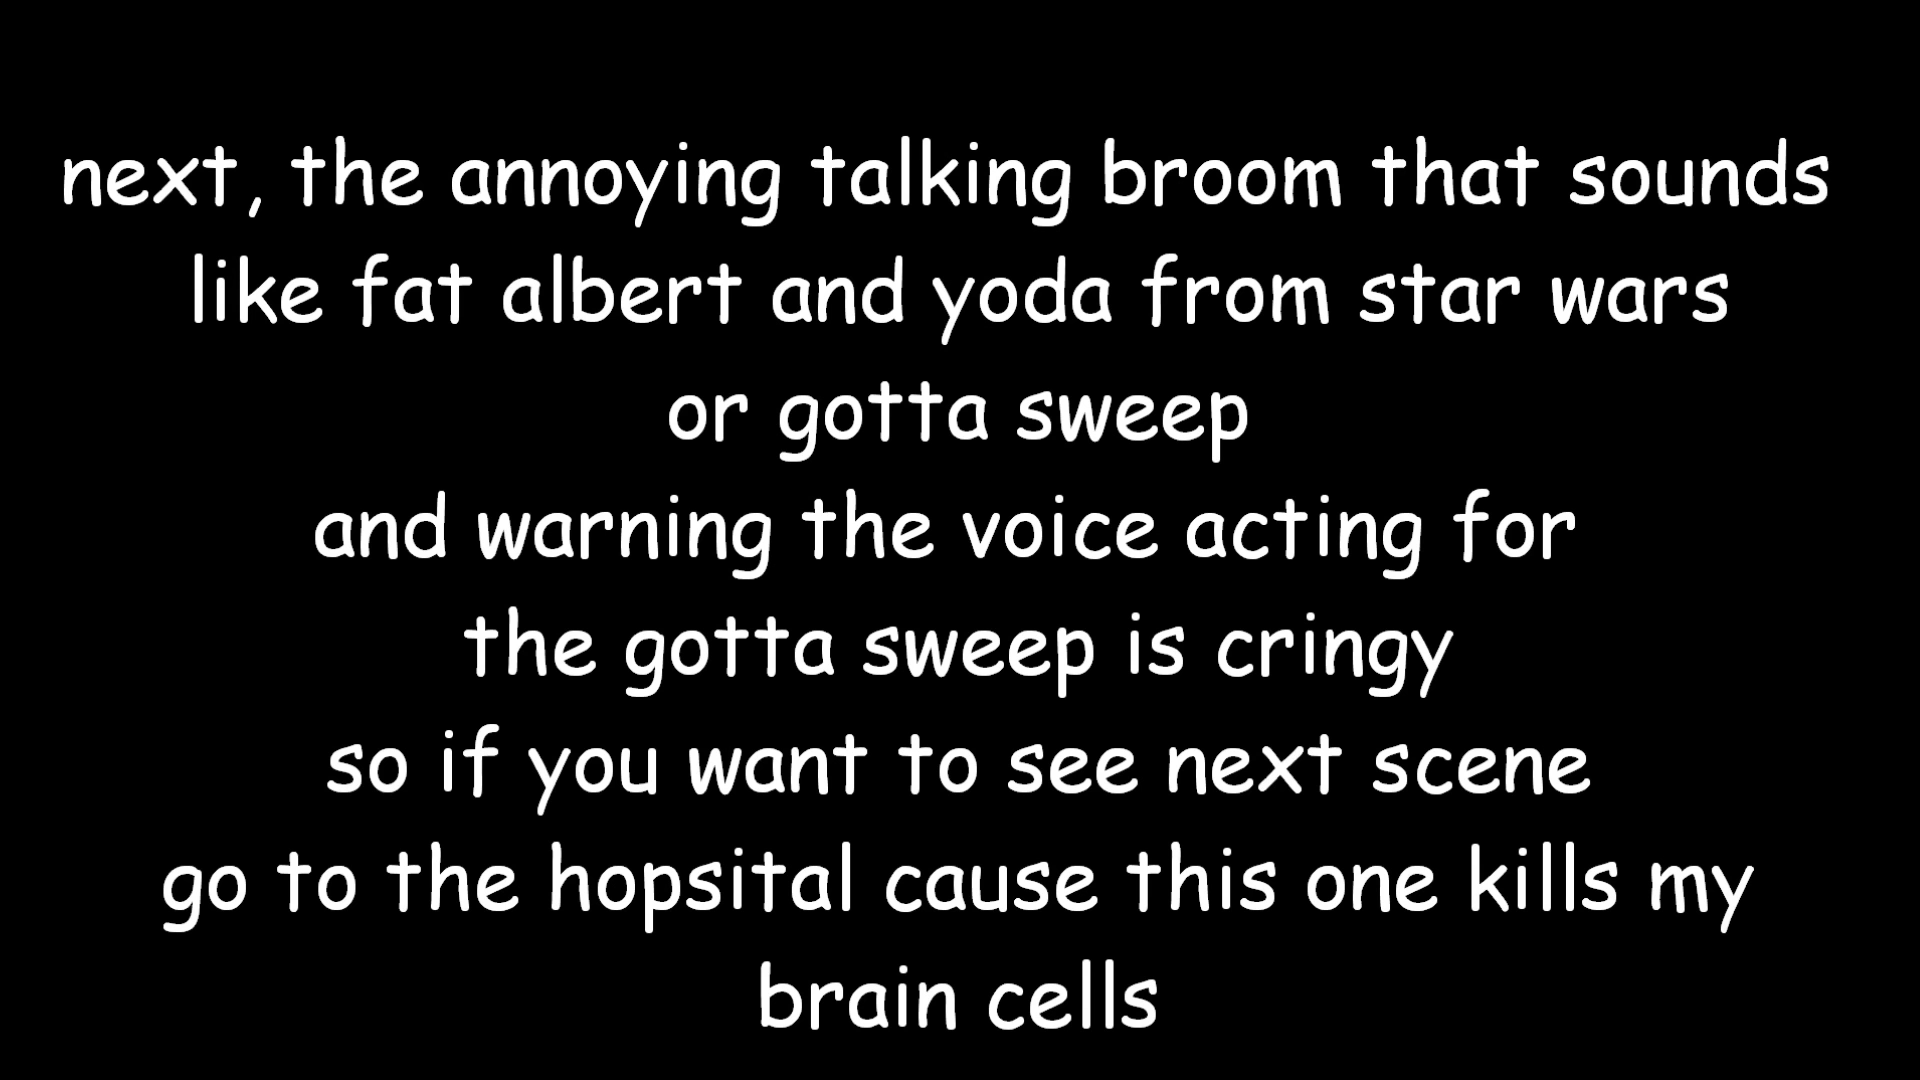 next, the annoying talking broom that sounds
like fat albert and yoda from star wars
or gotta sweep
and warning the voice acting for
the gotta sweep is cringy
so if you want to see next scene
go to the hopsital cause this one kills my
brain cells